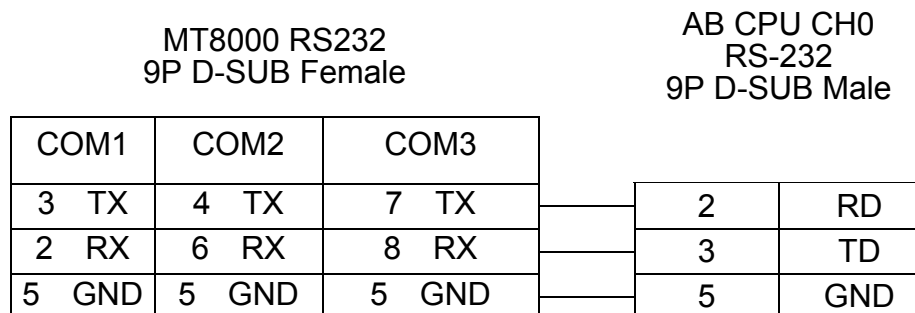 MT8000 RS232
9P D-SUB Female
AB CPU CH0
RS-232
9P D-SUB Male
COM1 COM2 COM3
3 TX 4 TX 7 TX 2 RD
2 RX 6 RX 8 RX 3 TD
5 GND 5 GND 5 GND 5 GND